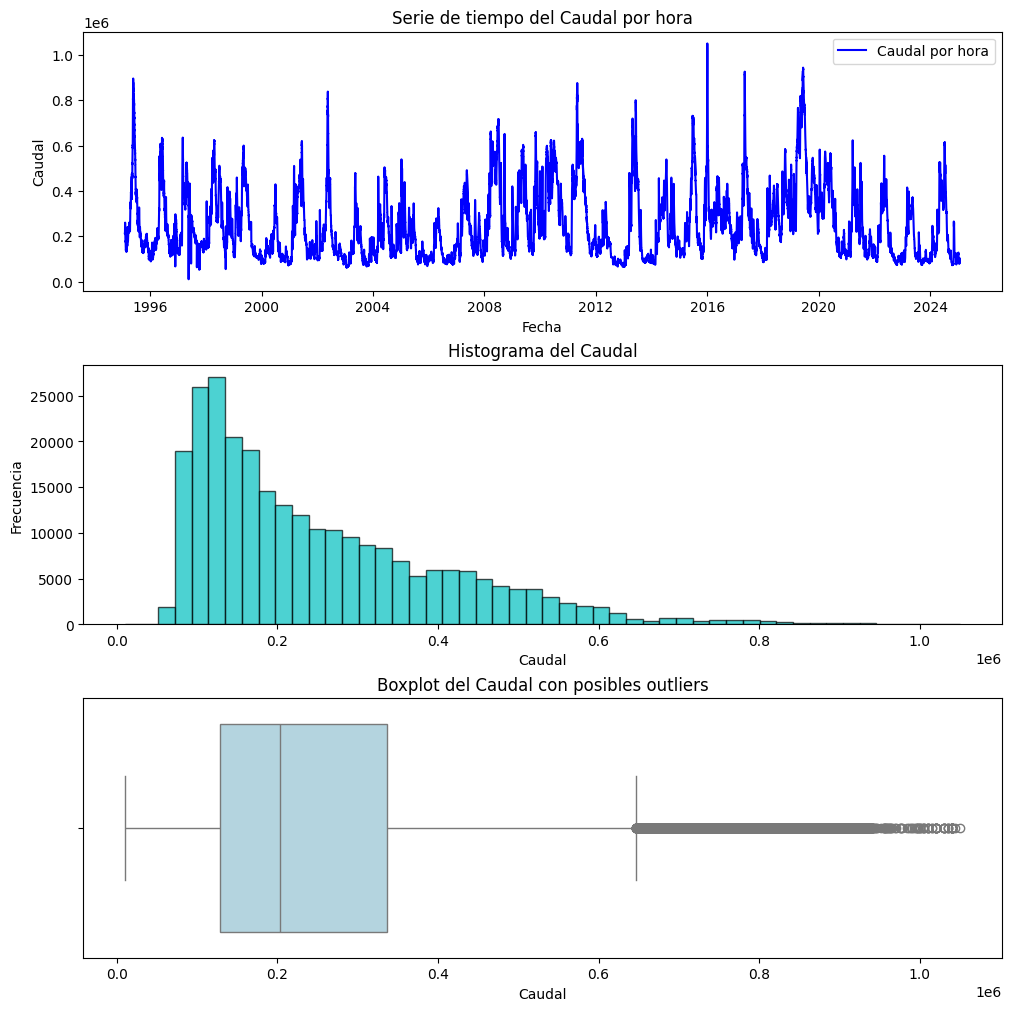 Serie de tiempo del Caudal por hora
1e6
Caudal por hora
1.0
0.8
0.6
0.4
0.2
0.0
Caudal
1996
2000
2004
2008
2012
2016
2020
2024
Fecha
Histograma del Caudal
25000
20000
15000
10000
5000
0
Frecuencia
0.0
0.2
0.4
0.6
0.8
1.0
Caudal
1e6
Boxplot del Caudal con posibles outliers
0.0
0.2
0.4
0.6
0.8
1.0
Caudal
1e6